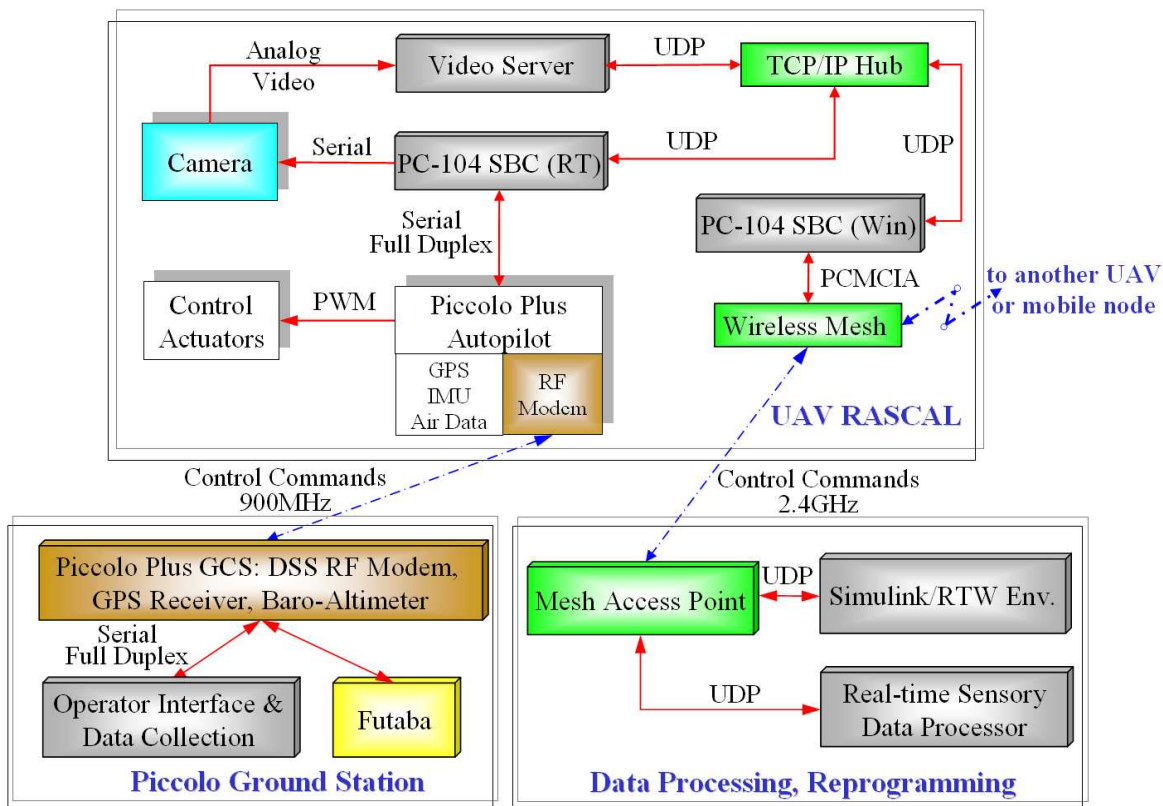 Analog
Video
Video Server
UDP
TCP/IP Hub
Camera
Serial
PC-104 SBC (RT)
UDP
UDP
Serial
Full Duplex
PC-104 SBC (Win)
PCMCIA
to another UAV
or mobile node
Control
Actuators
PWM
Piccolo Plus
Autopilot
Wireless Mesh
GPS
IMU
Air Data
RF
Modem
UAV RASCAL
Control Commands
900MHz
Control Commands
2.4GHz
Piccolo Plus GCS: DSS RF Modem,
GPS Receiver, Baro-Altimeter
Serial
Full Duplex
Operator Interface &
Data Collection
Futaba
Piccolo Ground Station
Mesh Access Point
UDP
Simulink/RTW Env.
UDP
Real-time Sensory
Data Processor
Data Processing, Reprogramming